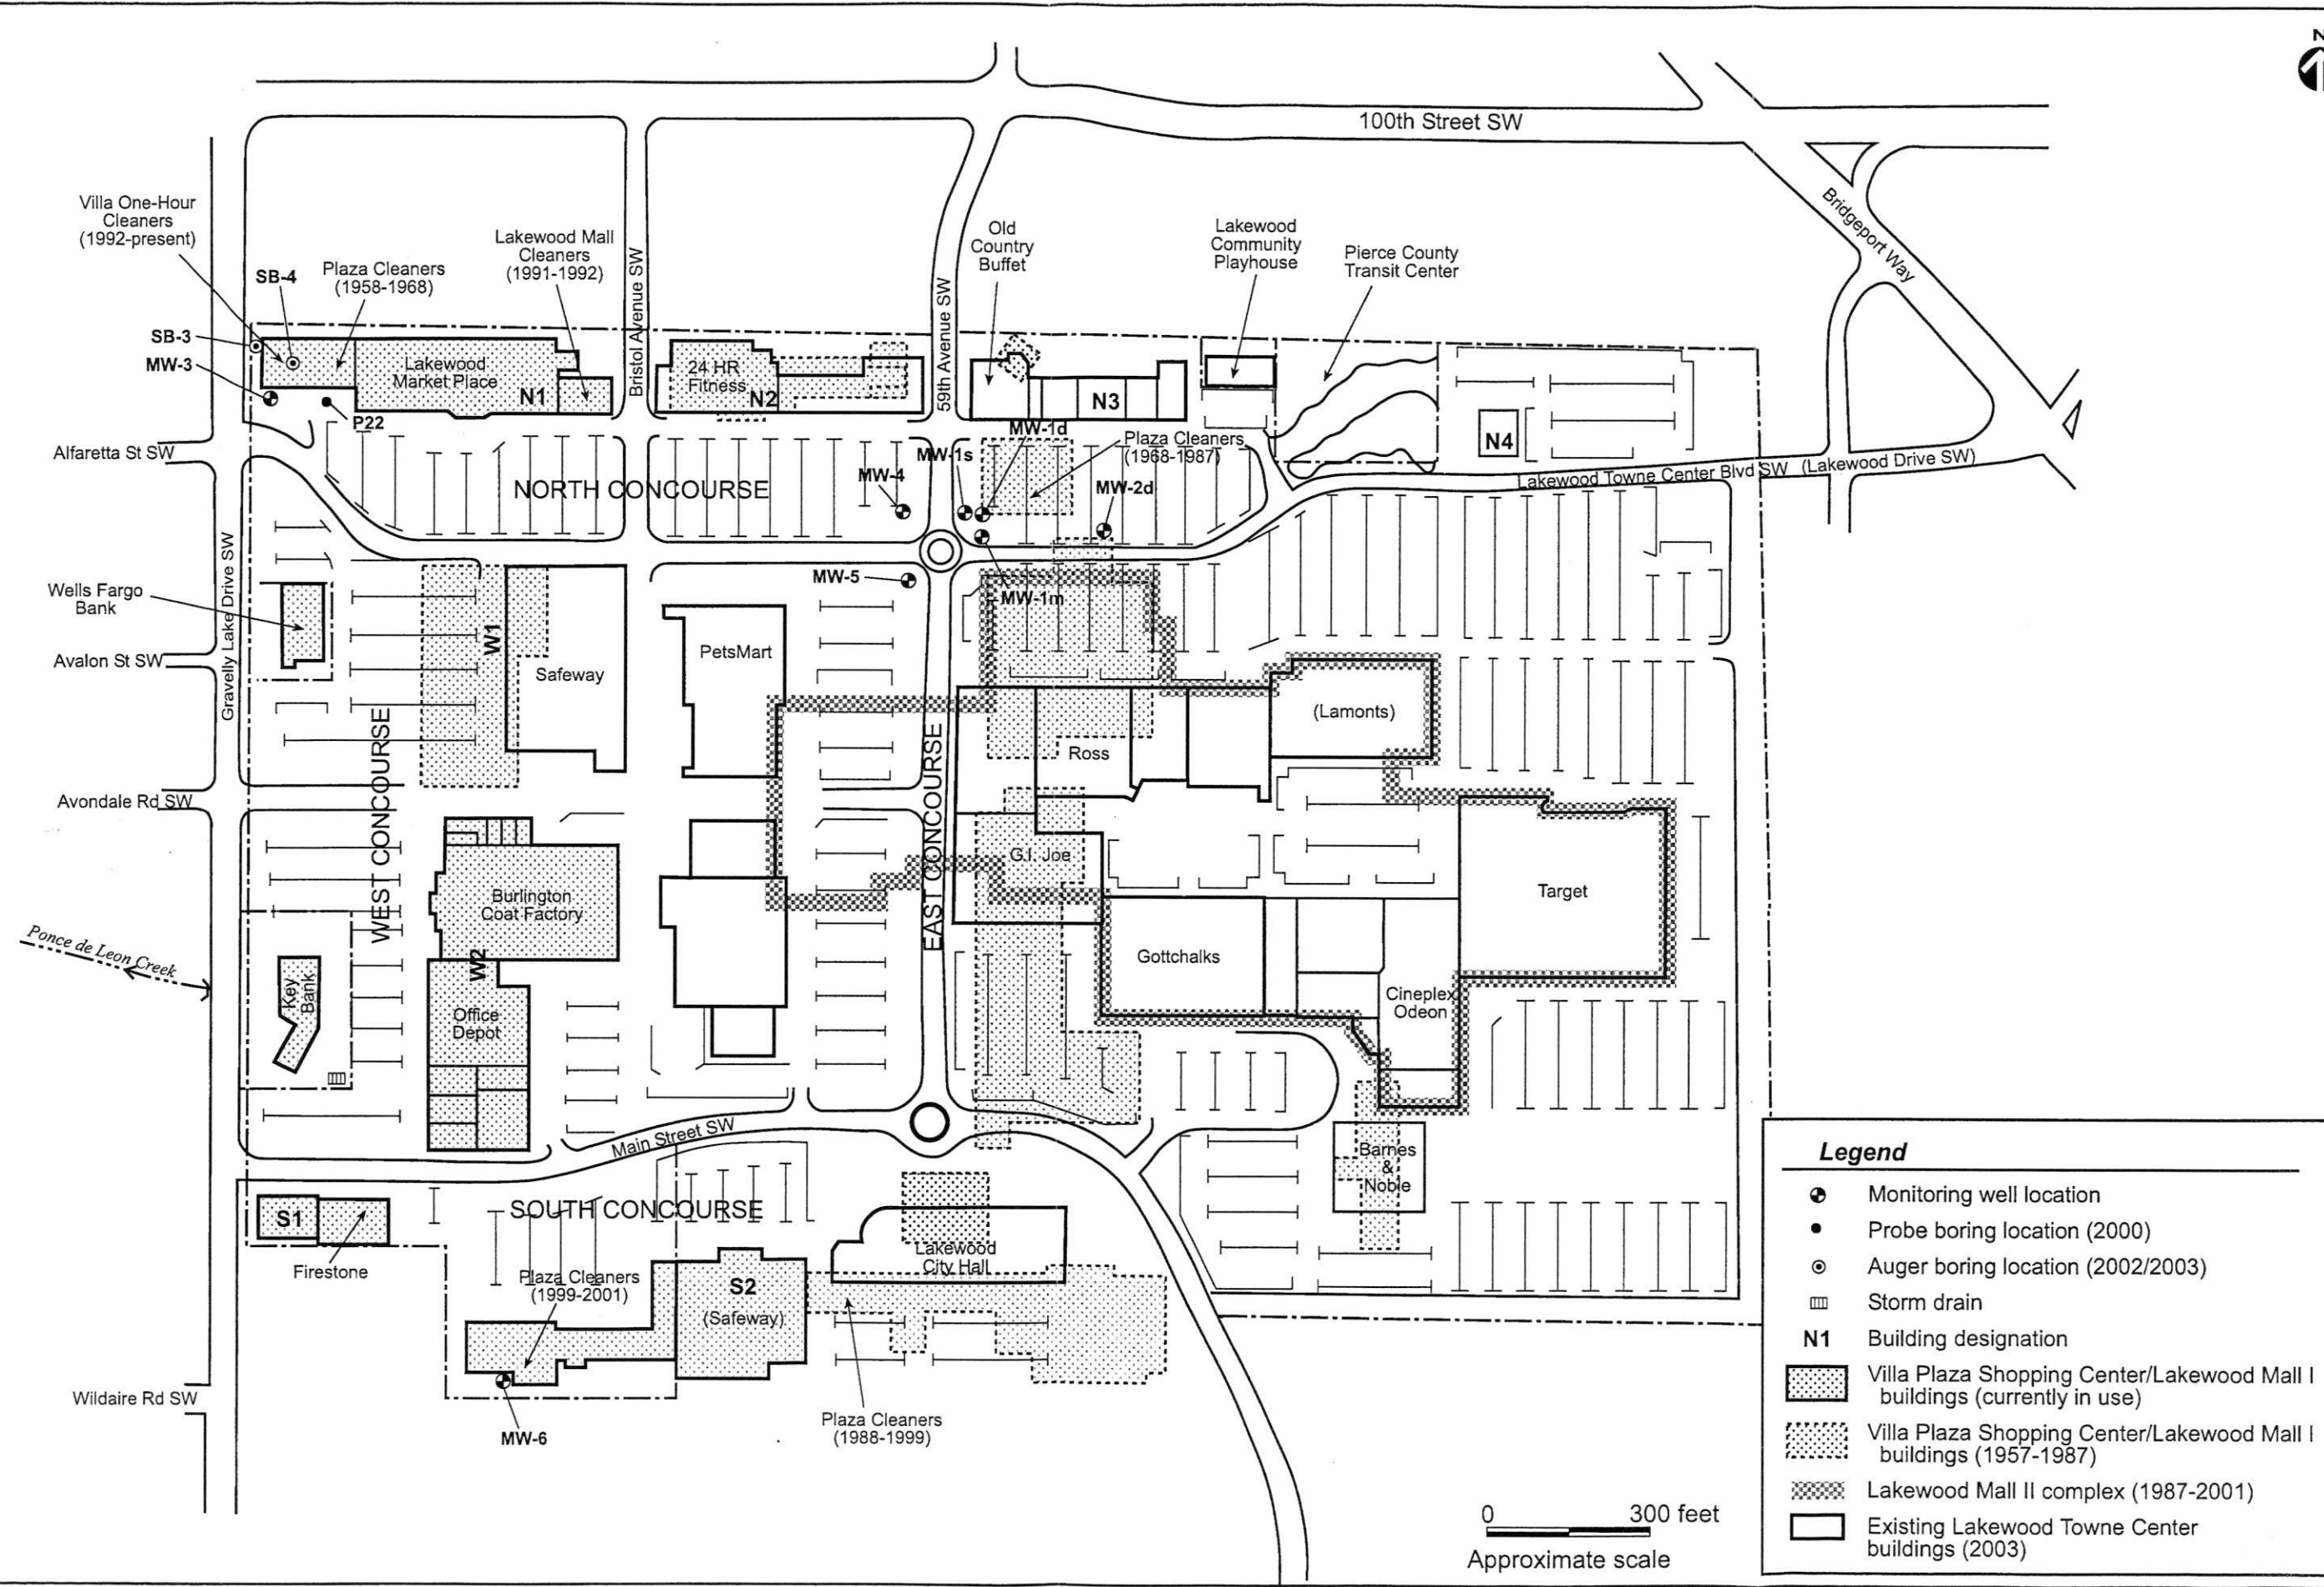 N
100th Street SW
Bridgeport Way
Villa One-Hour
Cleaners
(1992-present)
SB-4
Plaza Cleaners
(1958-1968)
Lakewood Mall
Cleaners
(1991-1992)
Bristol Avenue SW
59th Avenue SW
Old
Country
Buffet
Lakewood
Community
Playhouse
Pierce County
Transit Center
SB-3
MW-3
P22
Lakewood
Market Place
N1
24 HR
Fitness
N2
N3
N4
MW-1d
Plaza Cleaners
(1968-1987)
MW-1s
MW-4
MW-2d
Alfaretta St SW
NORTH CONCOURSE
Lakewood Towne Center Blvd SW (Lakewood Drive SW)
Gravelly Lake Drive SW
MW-5
MW-1m
Wells Fargo
Bank
W1
Safeway
PetsMart
Avalon St SW
(Lamonts)
Ross
WEST CONCOURSE
EAST CONCOURSE
Avondale Rd SW
G.I. Joe
Burlington
Coat Factory
Target
Ponce de Leon Creek
W2
Gottchalks
Key
Bank
Office
Depot
Cineplex
Odeon
Main Street SW
Barnes
&
Noble
S1
SOUTH CONCOURSE
Firestone
Lakewood
City Hall
Plaza Cleaners
(1999-2001)
S2
(Safeway)
Wildaire Rd SW
MW-6
Plaza Cleaners
(1988-1999)
0 300 feet
Approximate scale
Legend
Monitoring well location
Probe boring location (2000)
Auger boring location (2002/2003)
Storm drain
N1 Building designation
Villa Plaza Shopping Center/Lakewood Mall I
buildings (currently in use)
Villa Plaza Shopping Center/Lakewood Mall I
buildings (1957-1987)
Lakewood Mall II complex (1987-2001)
Existing Lakewood Towne Center
buildings (2003)